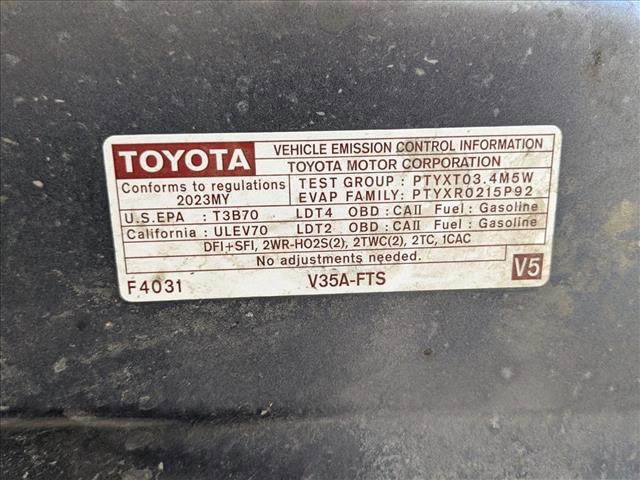 TOYOTA
VEHICLE EMISSION CONTROL INFORMATION
TOYOTA MOTOR CORPORATION
Conforms to regulations
2023MY
TEST GROUP : PTYXT03.4M5W
EVAP FAMILY: PTYXR0215P92
U.S.EPA : T3B70 LDT4 OBD : CAII Fuel : Gasoline
California : ULEV70 LDT2 OBD : CAII Fuel : Gasoline
DFI+SFI, 2WR-HO2S(2), 2TWC(2), 2TC, 1CAC
No adjustments needed.
F4031 V35A-FTS V5